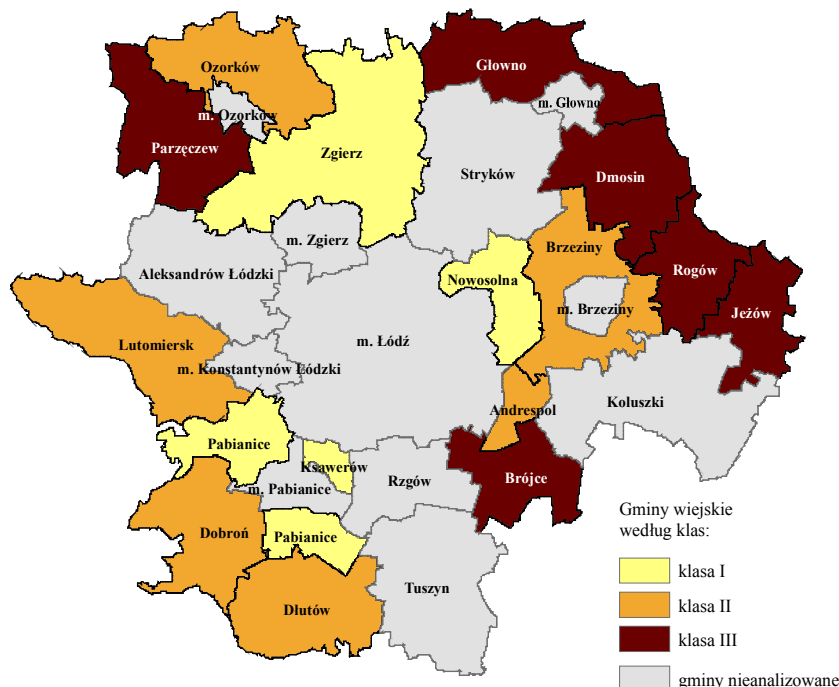 Ozorków
Głowno
m. Głowno
m. Ozorków
Parzęczew
Zgierz
Stryków
Dmosin
m. Zgierz
Brzeziny
Aleksandrów Łódzki
Nowosolna
Rogów
m. Brzeziny
Jeżów
Lutomiersk
m. Łódź
m. Konstantynów Łódzki
Andrespol
Koluszki
Pabianice
Ksawerów
m. Pabianice
Rzgów
Brójce
Dobroń
Pabianice
Tuszyn
Dłutów
Gminy wiejskie
według klas:
klasa I
klasa II
klasa III
gminy nieanalizowane